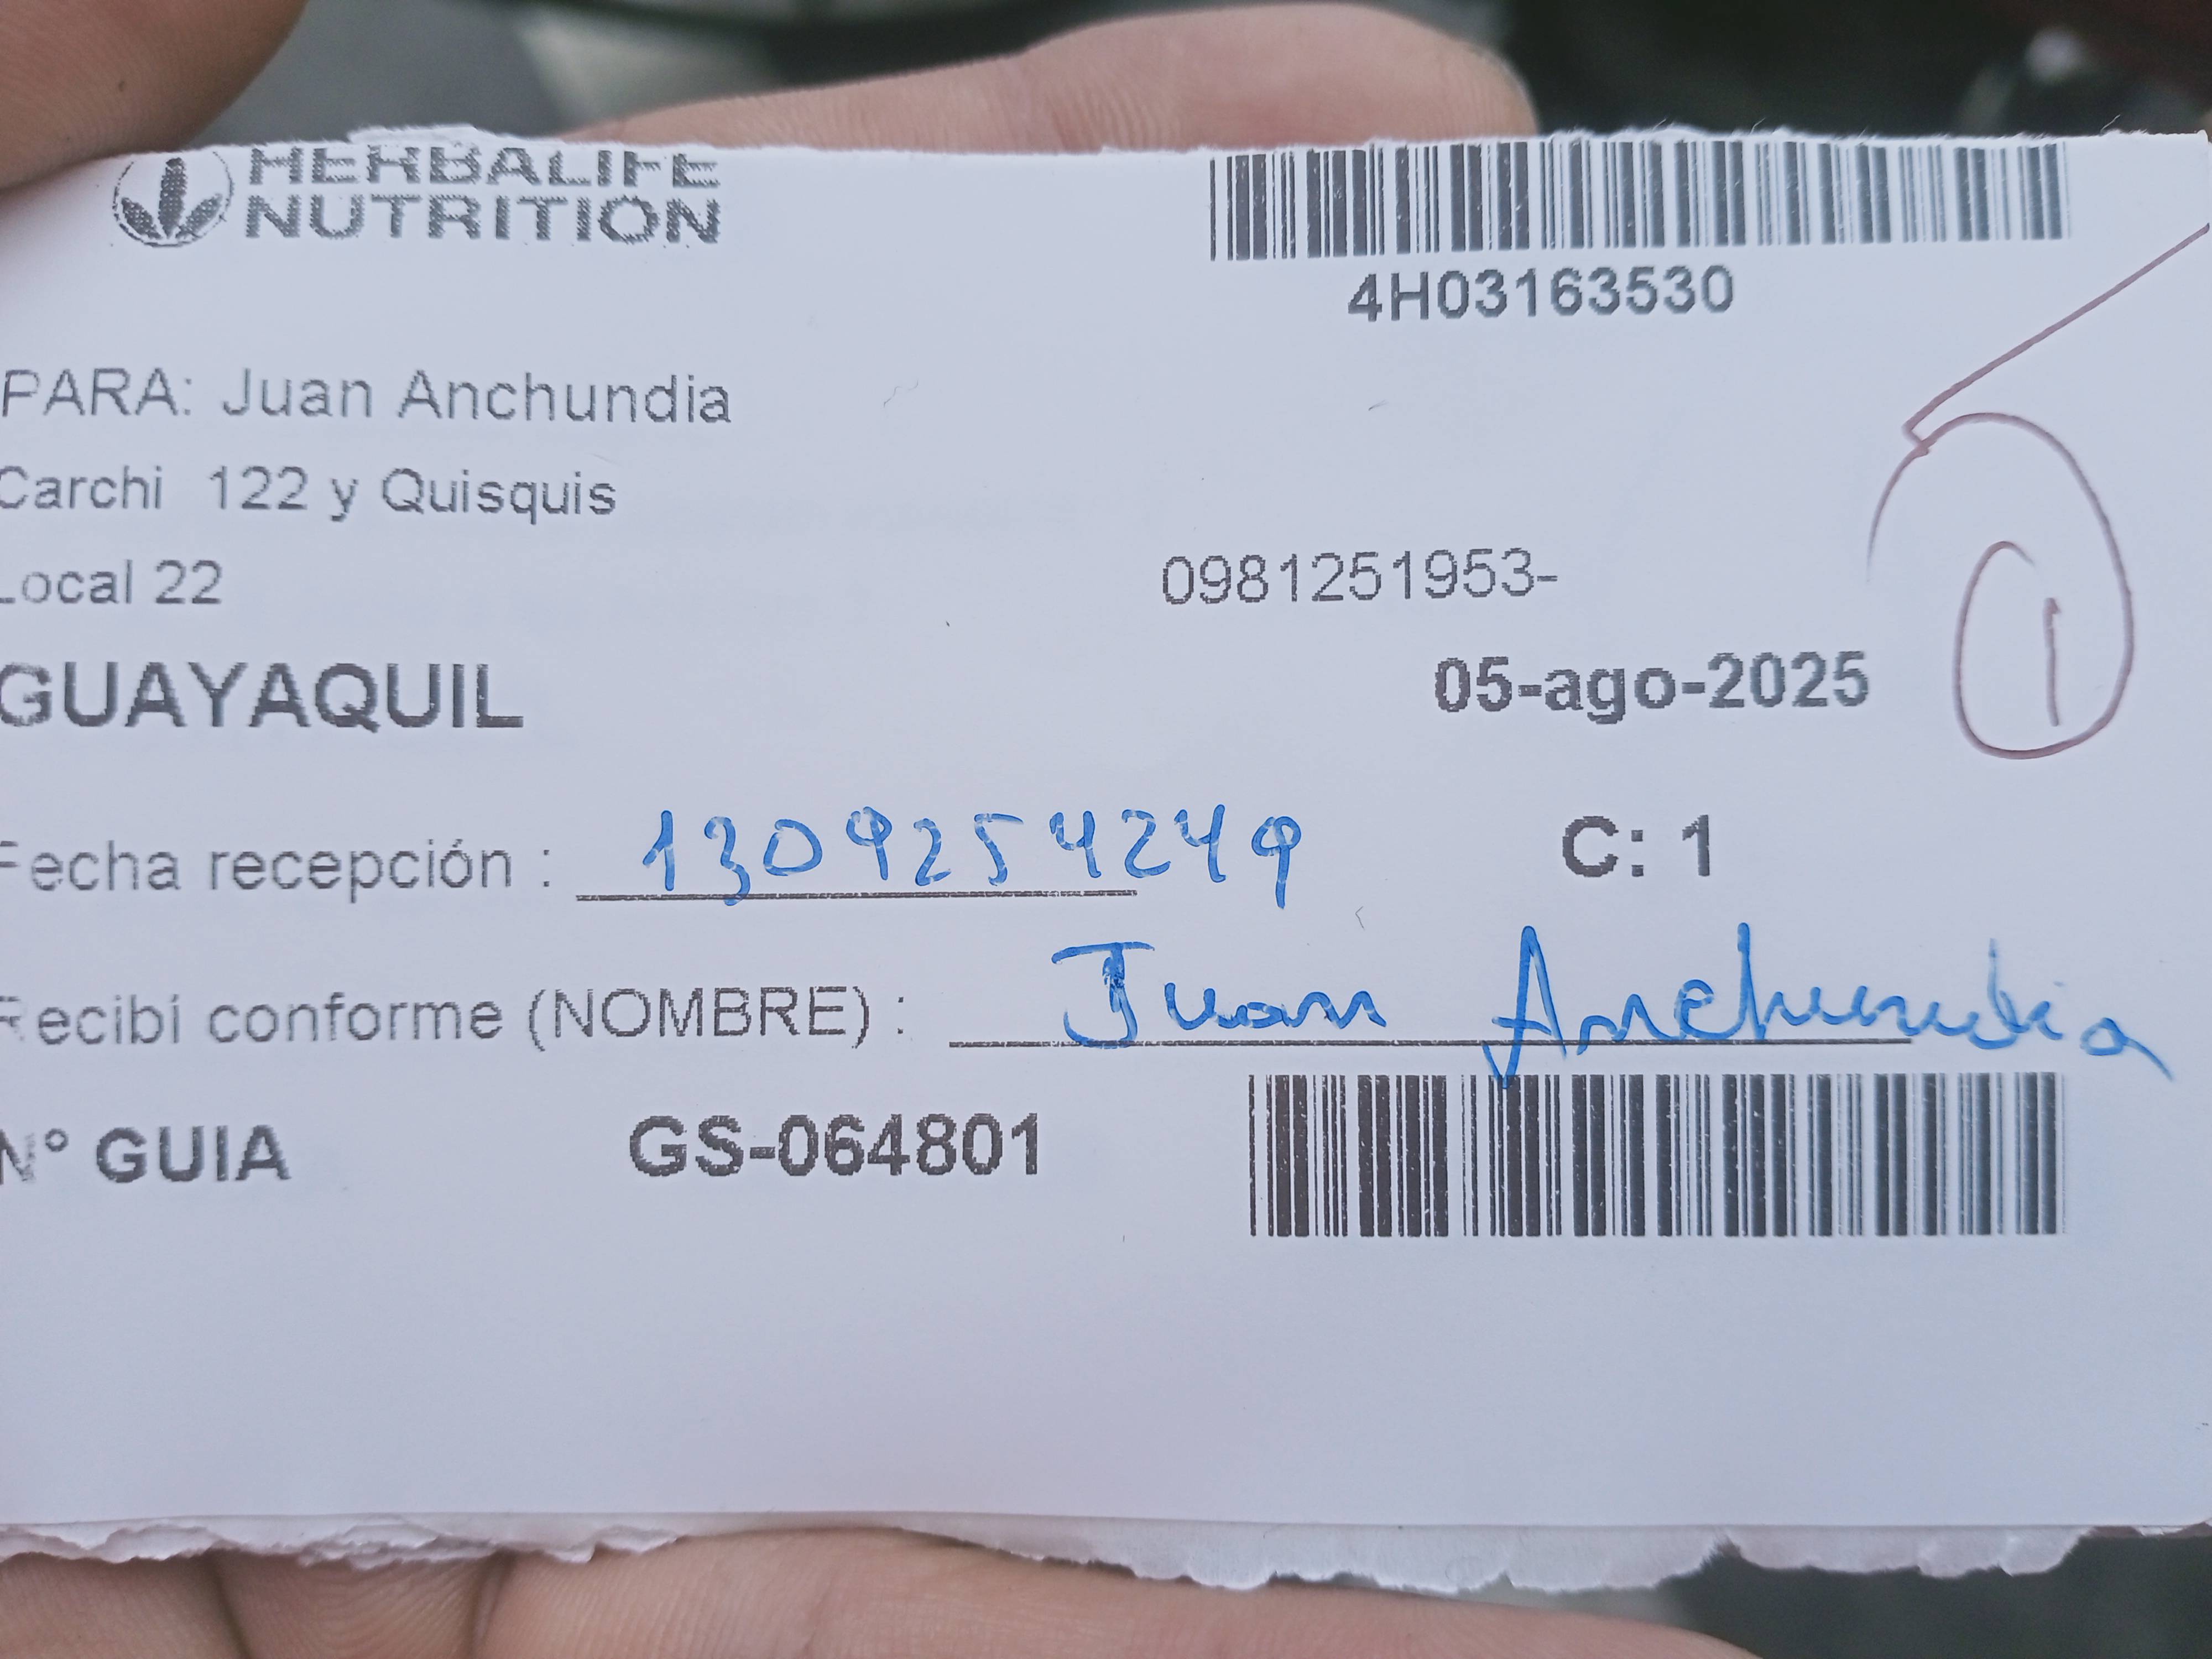 HERBALIFE
NUTRITION
4H03163530
PARA: Juan Anchundia
Carchi 122 y Quisquis
Local 22
0981251953-
GUAYAQUIL
05-ago-2025
1
Fecha recepción : 1309254249
C: 1
Recibí conforme (NOMBRE) : Juan Anchundia
N° GUIA GS-064801